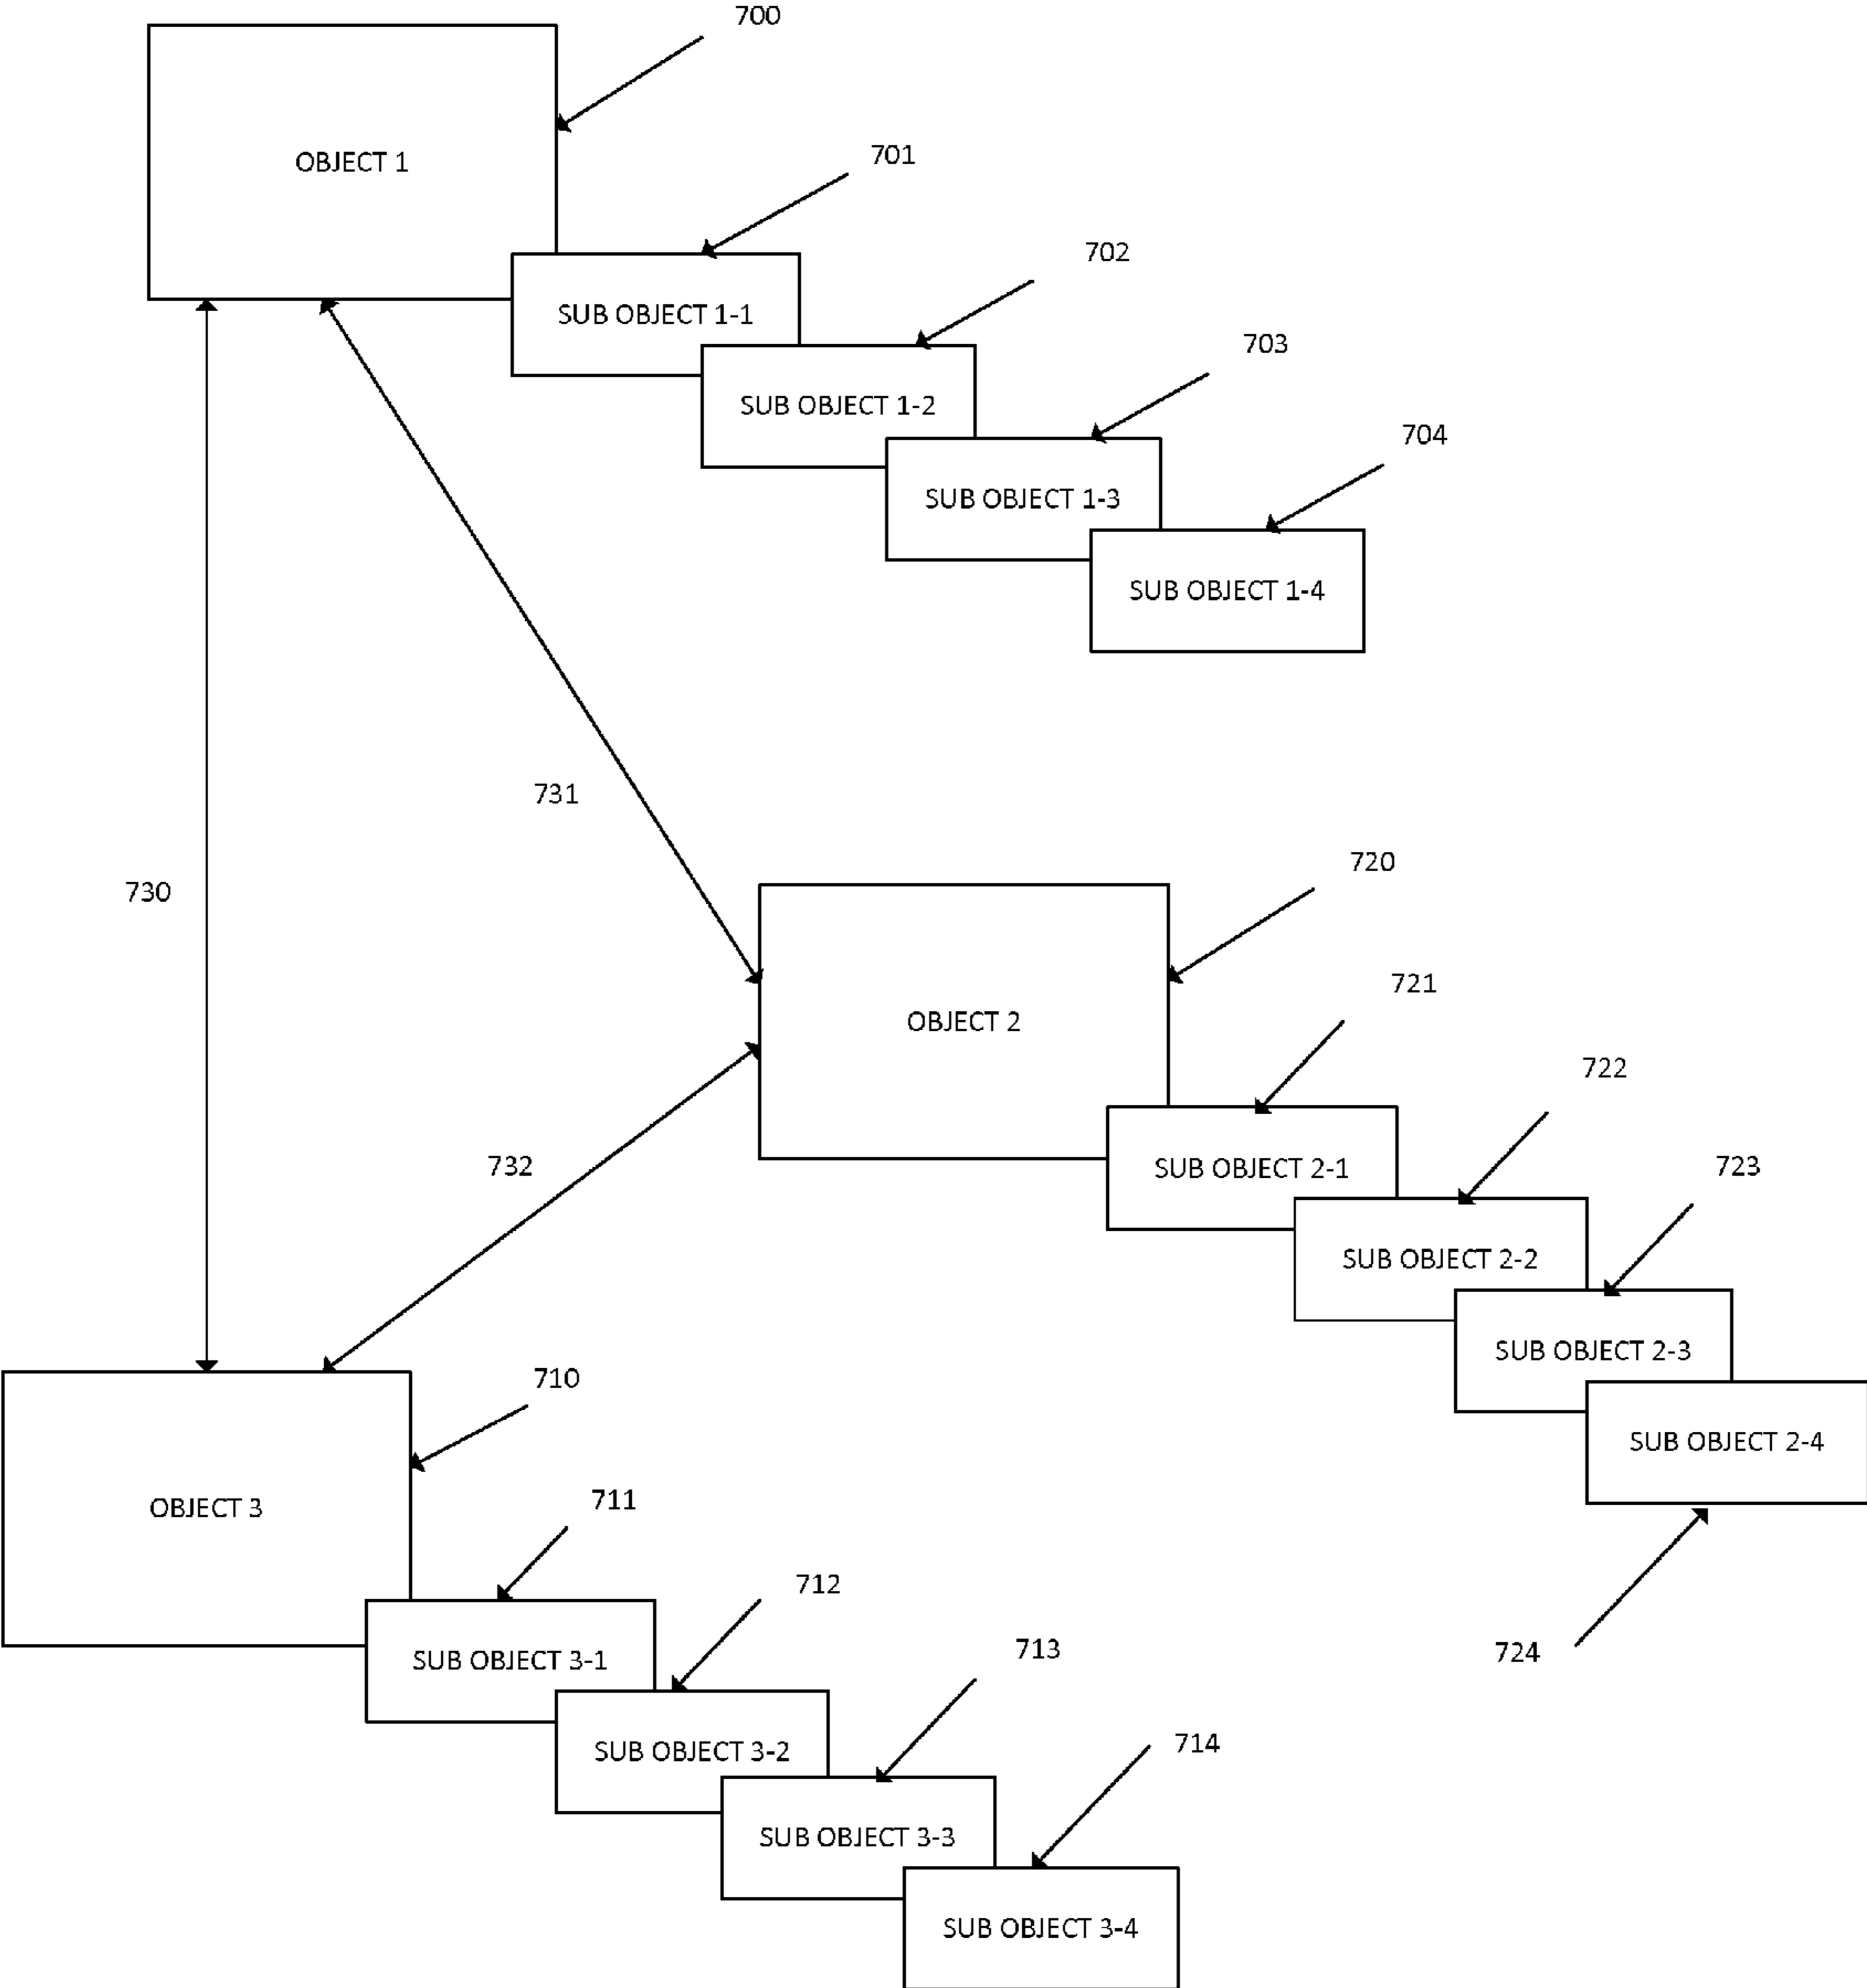 700
OBJECT 1
701
702
SUB OBJECT 1-1
703
SUB OBJECT 1-2
704
SUB OBJECT 1-3
SUB OBJECT 1-4
731
720
730
721
OBJECT 2
722
732
SUB OBJECT 2-1
723
SUB OBJECT 2-2
SUB OBJECT 2-3
710
SUB OBJECT 2-4
711
OBJECT 3
712
713
724
SUB OBJECT 3-1
714
SUB OBJECT 3-2
SUB OBJECT 3-3
SUB OBJECT 3-4